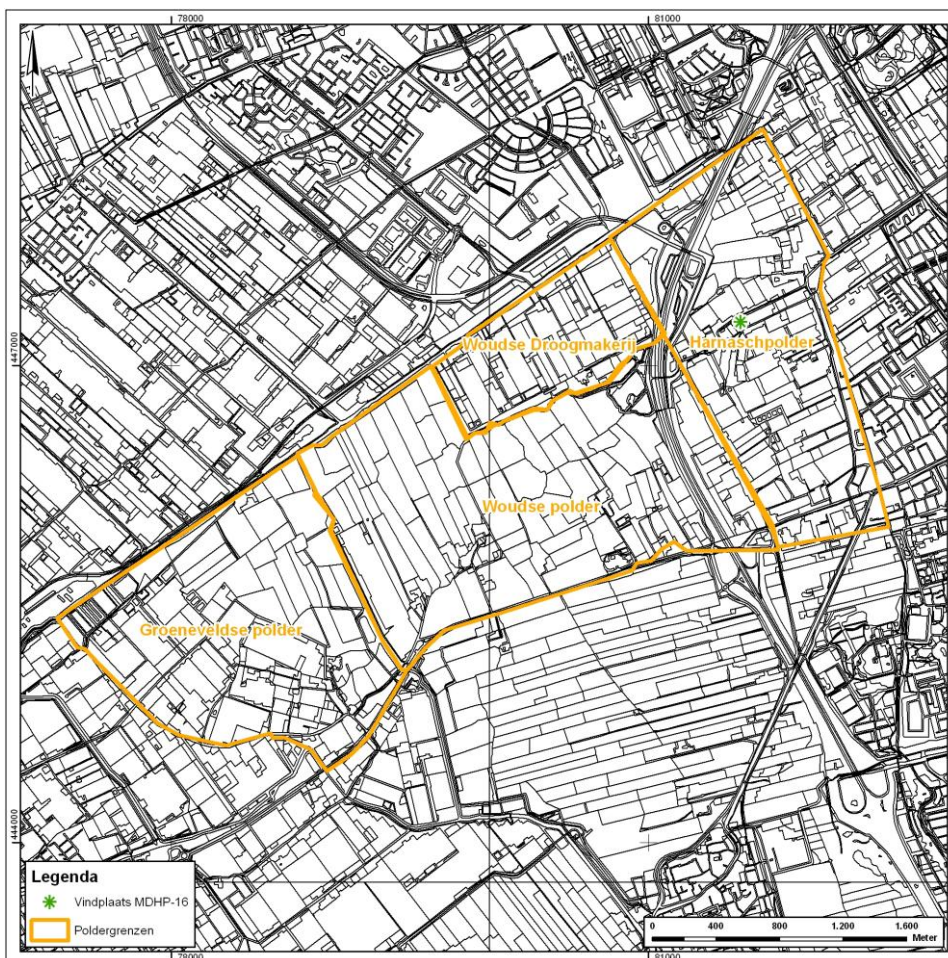 78000
81000
447000
Woudse Droogmakerij
Harnaschpolder
Woudse polder
Groeneveldse polder
444000
Legenda
Vindplaats MDHP-16
Poldergrenzen
0 400 800 1.200 1.600
Meter
78000
81000